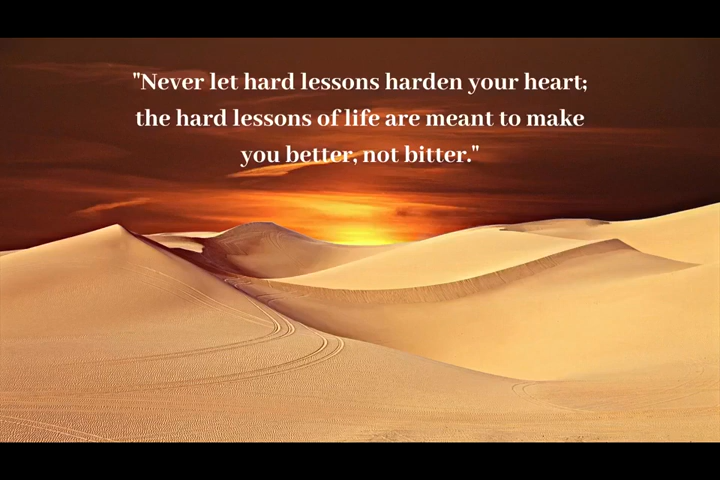 "Never let hard lessons harden your heart;
the hard lessons of life are meant to make
you better, not bitter."